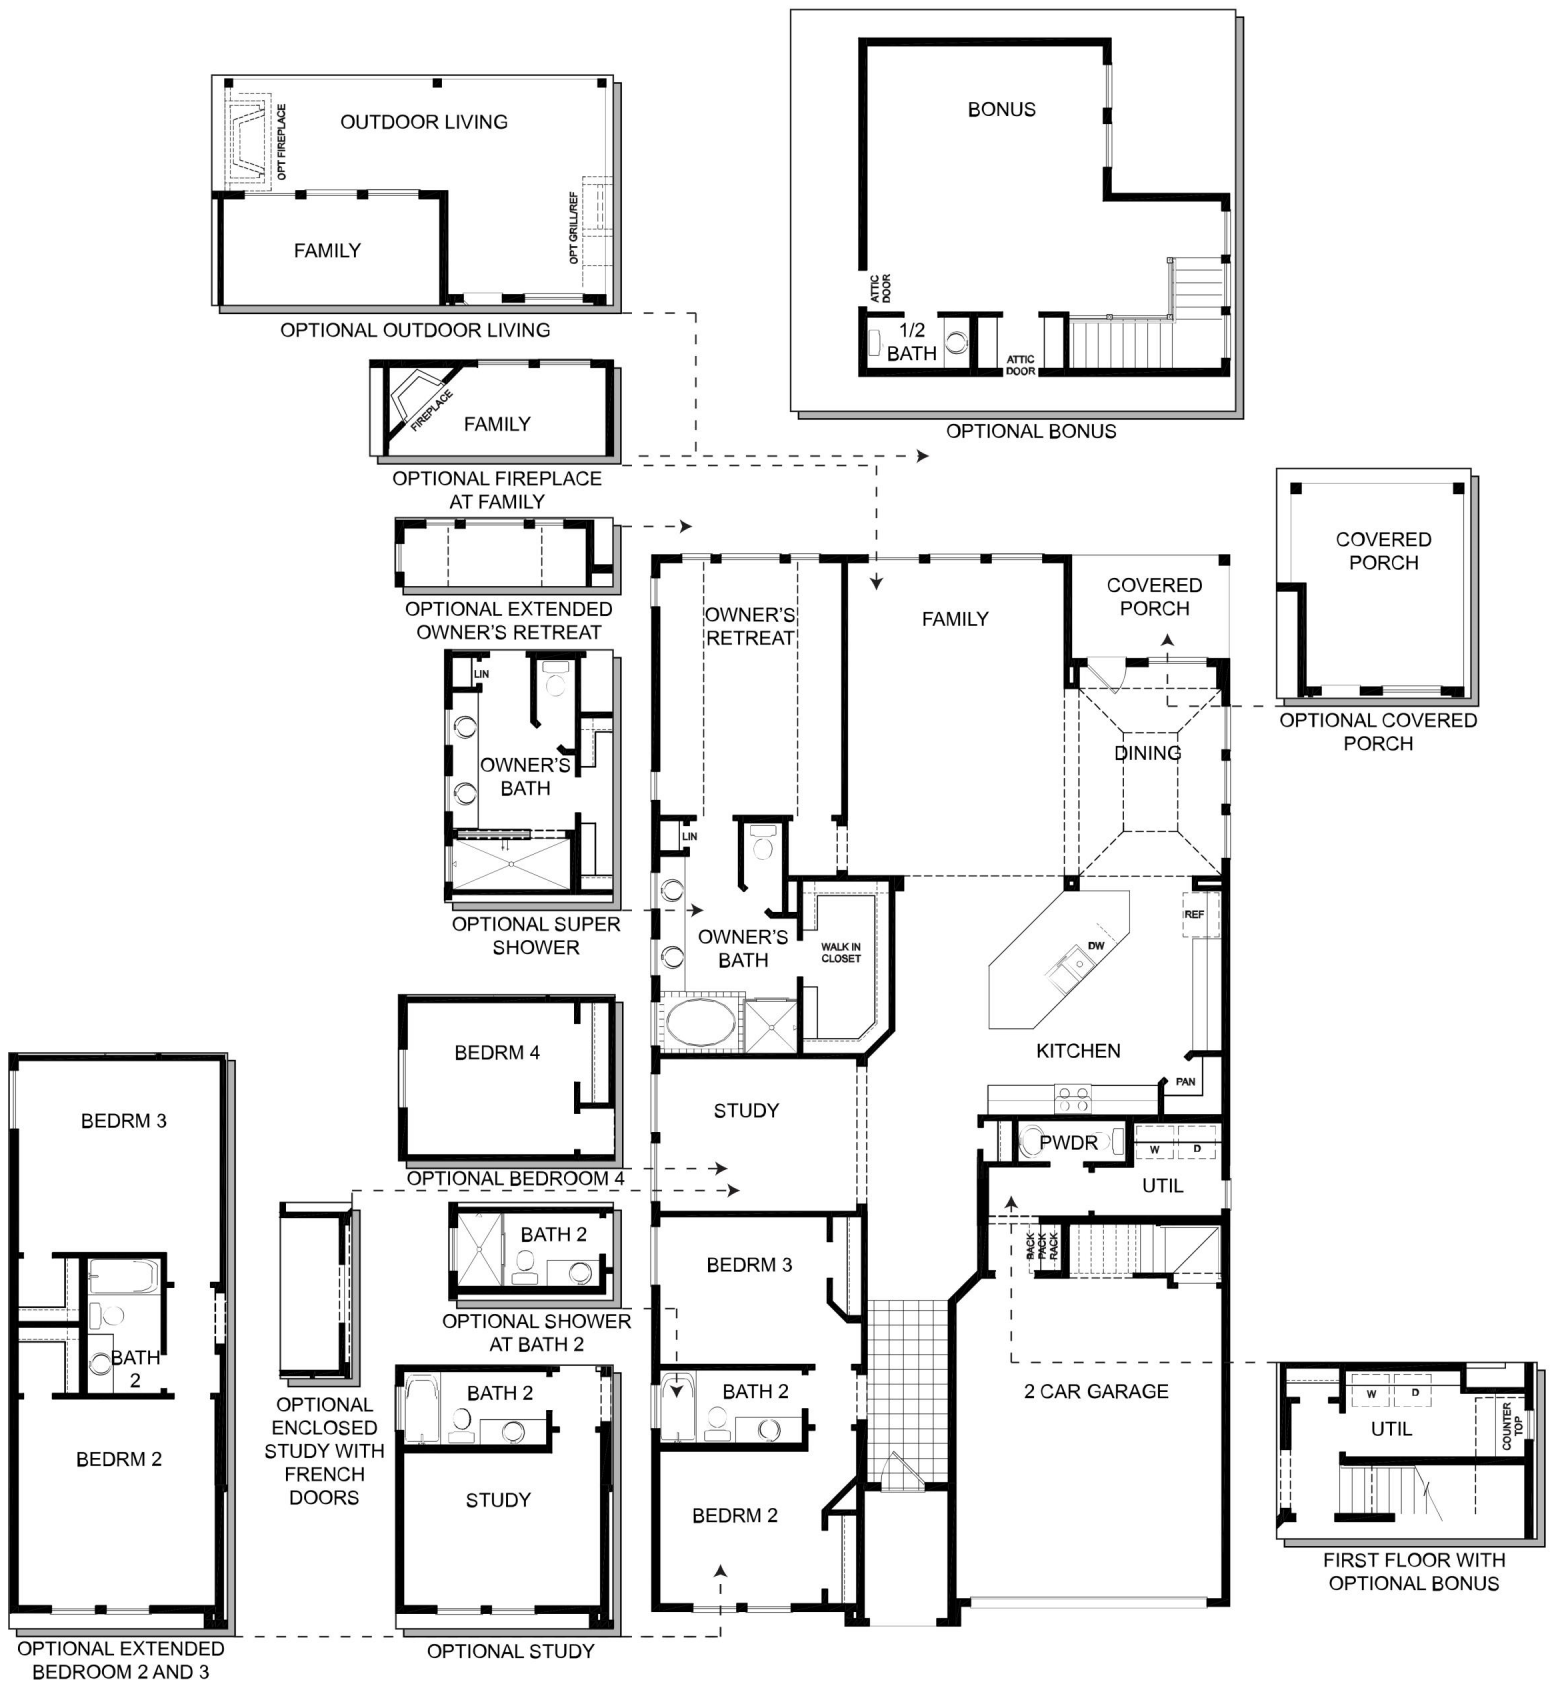 BONUS
ATTIC
DOOR
1/2
BATH
ATTIC
DOOR
OPTIONAL BONUS
OUTDOOR LIVING
OPT FIREPLACE
OPT GRILL/REF
FAMILY
OPTIONAL OUTDOOR LIVING
FIREPLACE
FAMILY
OPTIONAL FIREPLACE
AT FAMILY
OPTIONAL EXTENDED
OWNER'S RETREAT
LIN
OWNER'S
BATH
OPTIONAL SUPER
SHOWER
COVERED
PORCH
OPTIONAL COVERED
PORCH
OWNER'S
RETREAT
FAMILY
COVERED
PORCH
DINING
LIN
OWNER'S
BATH
WALK IN
CLOSET
REF
DW
KITCHEN
PAN
STUDY
PWDR
W
D
UTIL
BACK
PACK
RACK
BEDRM 3
BATH 2
2 CAR GARAGE
BEDRM 2
BEDRM 4
OPTIONAL BEDROOM 4
BATH 2
OPTIONAL SHOWER
AT BATH 2
OPTIONAL
ENCLOSED
STUDY WITH
FRENCH
DOORS
BATH 2
STUDY
OPTIONAL STUDY
BEDRM 3
BATH
2
BEDRM 2
OPTIONAL EXTENDED
BEDROOM 2 AND 3
W
D
UTIL
COUNTER
TOP
FIRST FLOOR WITH
OPTIONAL BONUS